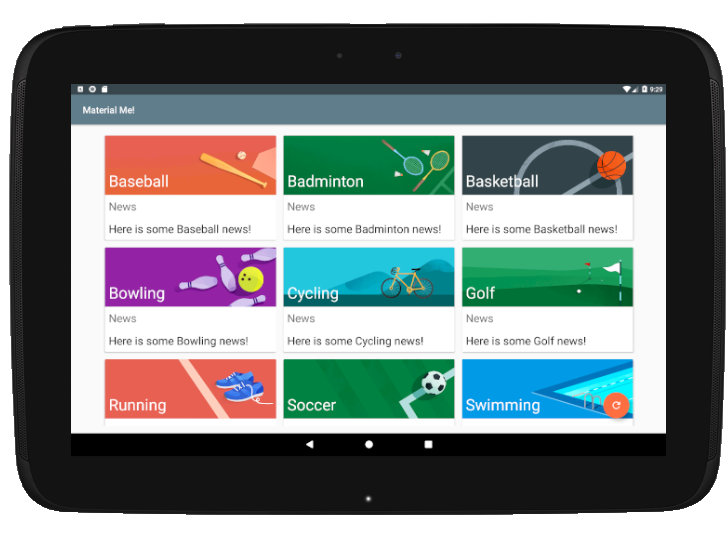 9:29
Material Me!
Baseball
Badminton
Basketball
News
News
News
Here is some Baseball news!
Here is some Badminton news!
Here is some Basketball news!
Bowling
Cycling
Golf
News
News
News
Here is some Bowling news!
Here is some Cycling news!
Here is some Golf news!
Running
Soccer
Swimming